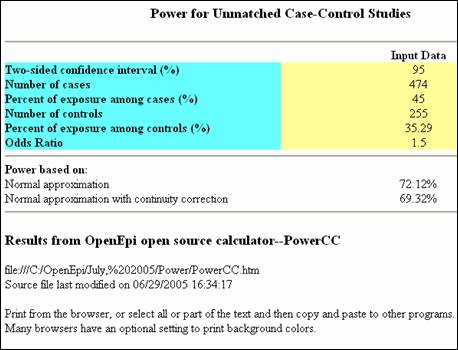 Power for Unmatched Case-Control Studies
Input Data
Two-sided confidence interval (%) 95
Number of cases 474
Percent of exposure among cases (%) 45
Number of controls 255
Percent of exposure among controls (%) 35.29
Odds Ratio 1.5
Power based on:
Normal approximation 72.12%
Normal approximation with continuity correction 69.32%
Results from OpenEpi open source calculator--PowerCC
file:///C:/OpenEpi/July,%202005/Power/PowerCC.htm
Source file last modified on 06/29/2005 16:34:17
Print from the browser, or select all or part of the text and then copy and paste to other programs.
Many browsers have an optional setting to print background colors.